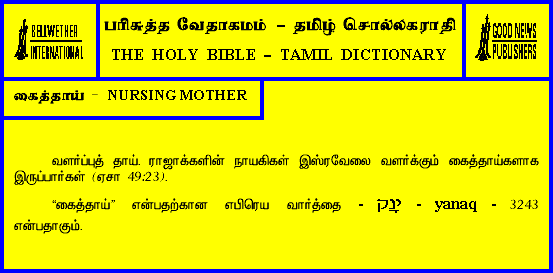 BELLWETHER
INTERNATIONAL
பரிசுத்த வேதாகமம் – தமிழ் சொல்லகராதி
THE HOLY BIBLE – TAMIL DICTIONARY
GOOD NEWS
PUBLISHERS
கைத்தாய் - NURSING MOTHER
வளர்ப்புத் தாய். ராஜாக்களின் நாயகிகள் இஸ்ரவேலை வளர்க்கும் கைத்தாய்களாக
இருப்பார்கள் (ஏசா 49:23).
“கைத்தாய்” என்பதற்கான எபிரெய வார்த்தை - יָנַק - yanaq - 3243
என்பதாகும்.